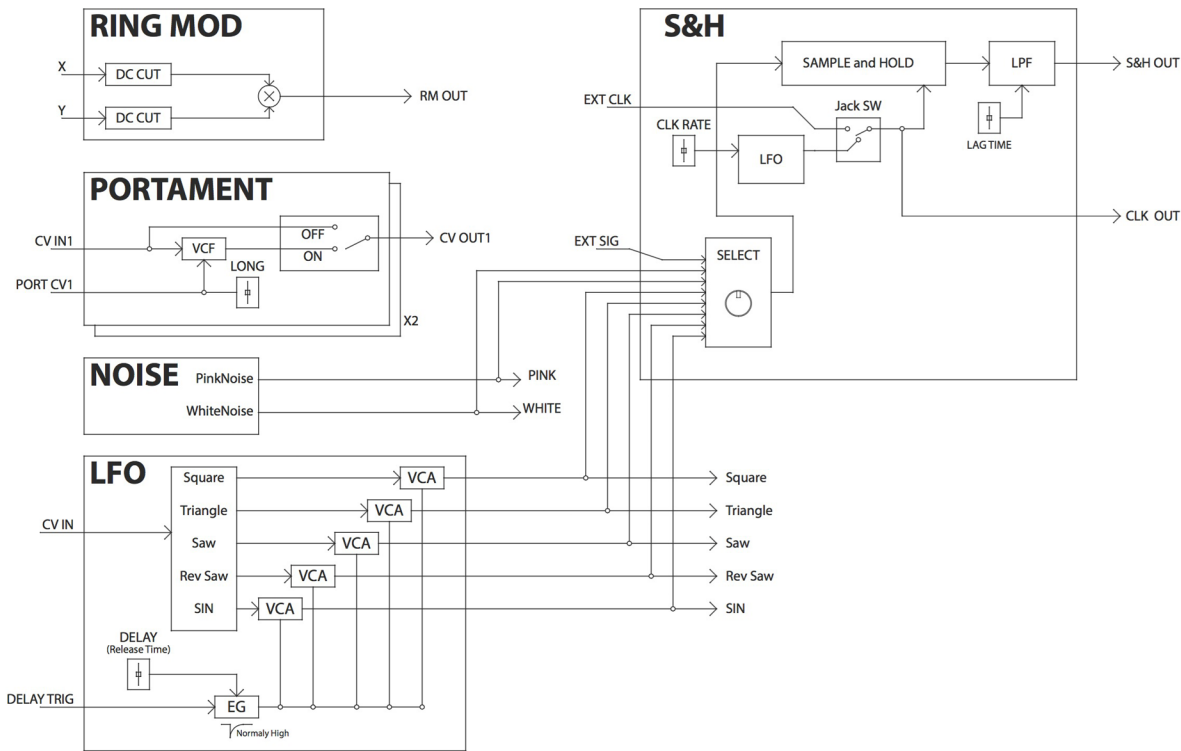 RING MOD
X
DC CUT
Y
DC CUT
RM OUT
PORTAMENT
CV IN1
VCF
OFF
ON
CV OUT1
LONG
PORT CV1
X2
NOISE
PinkNoise
PINK
WhiteNoise
WHITE
LFO
Square
VCA
Square
Triangle
VCA
Triangle
CV IN
Saw
VCA
Saw
Rev Saw
VCA
Rev Saw
SIN
VCA
SIN
DELAY
(Release Time)
DELAY TRIG
EG
Normaly High
S&H
SAMPLE and HOLD
LPF
S&H OUT
EXT CLK
Jack SW
CLK RATE
LFO
LAG TIME
CLK OUT
EXT SIG
SELECT